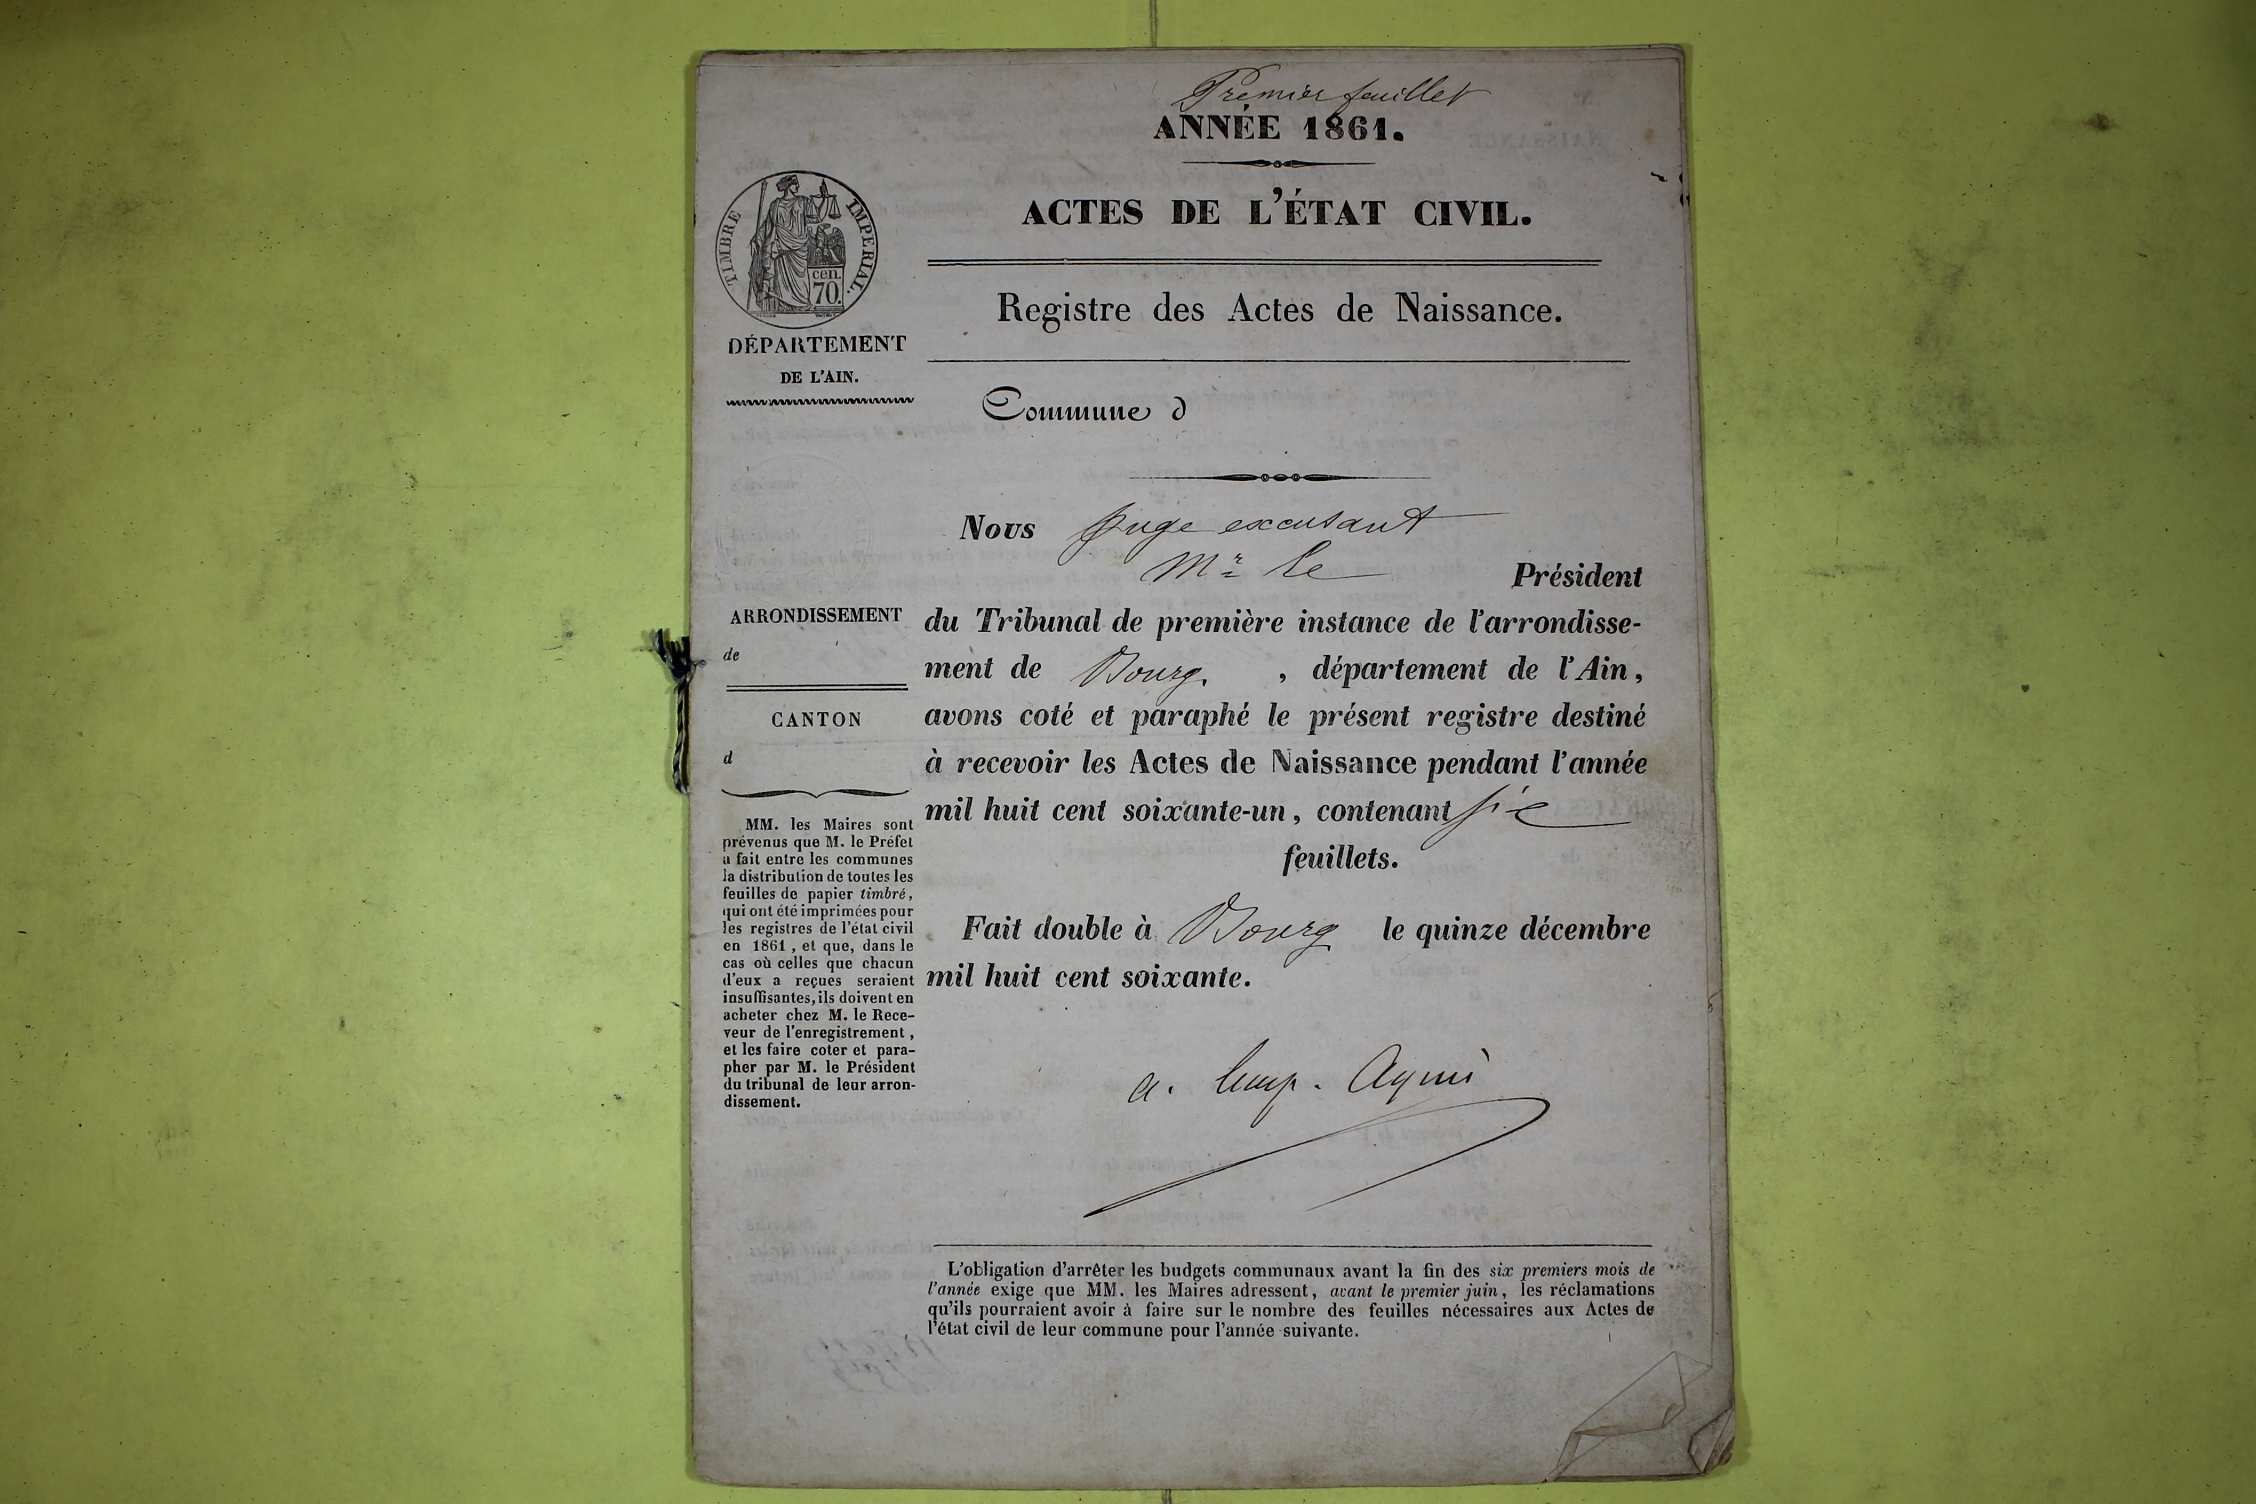 Premier feuillet
ANNÉE 1861.
ACTES DE L'ÉTAT CIVIL.
TIMBRE IMPERIAL.
cen.
70.
Registre des Actes de Naissance.
DÉPARTEMENT
DE L'AIN.
Commune d
Nous juge excusant
Mr le Président
ARRONDISSEMENT
de
du Tribunal de première instance de l'arrondisse-
ment de Bourg, département de l'Ain,
CANTON
d
avons coté et paraphé le présent registre destiné
à recevoir les Actes de Naissance pendant l'année
mil huit cent soixante-un, contenant six
feuillets.
MM. les Maires sont
prévenus que M. le Préfet
a fait entre les communes
la distribution de toutes les
feuilles de papier timbré,
qui ont été imprimées pour
les registres de l'état civil
en 1861, et que, dans le
cas où celles que chacun
d'eux a reçues seraient
insuffisantes, ils doivent en
acheter chez M. le Rece-
veur de l'enregistrement,
et les faire coter et para-
pher par M. le Président
du tribunal de leur arron-
dissement.
Fait double à Bourg le quinze décembre
mil huit cent soixante.
a.
L'obligation d'arrêter les budgets communaux avant la fin des six premiers mois de
l'année exige que MM. les Maires adressent, avant le premier juin, les réclamations
qu'ils pourraient avoir à faire sur le nombre des feuilles nécessaires aux Actes de
l'état civil de leur commune pour l'année suivante.